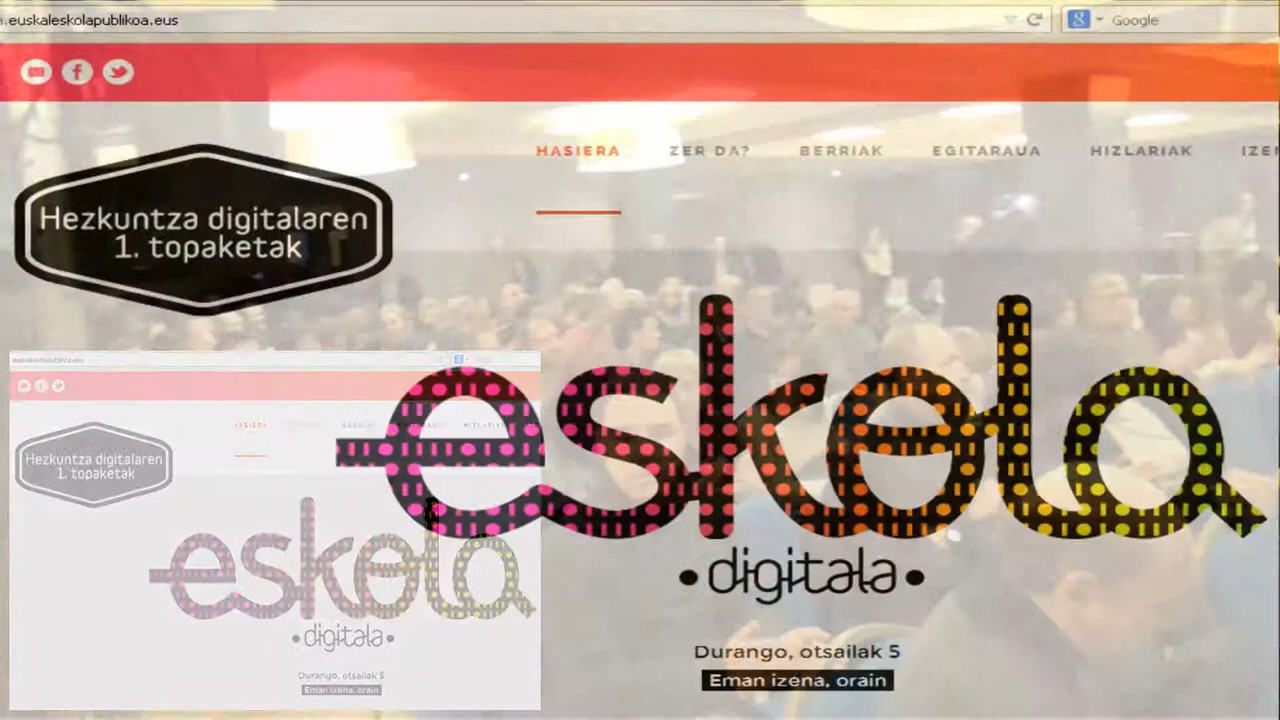 .euskaleskolapublikoa.eus
Google
HASIERA ZER DA? BERRIAK EGITARAUA HIZLARIAK
Hezkuntza digitalaren
1. topaketak
eskola
• digitala •
Durango, otsailak 5
Eman izena, orain
HASIERA
Hezkuntza digitalaren
1. topaketak
eskola
• digitala •
Durango, otsailak 5
Eman izena, orain